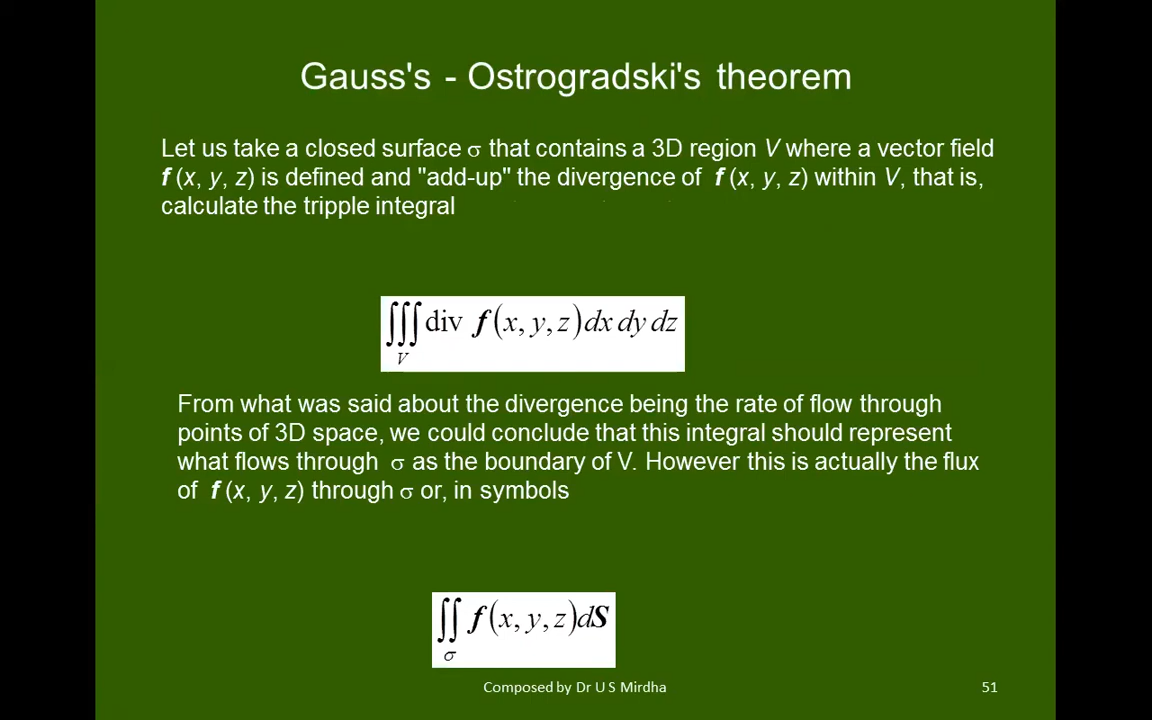 Gauss's - Ostrogradski's theorem
Let us take a closed surface σ that contains a 3D region V where a vector field
f (x, y, z) is defined and "add-up" the divergence of f (x, y, z) within V, that is,
calculate the tripple integral
∭ div f(x, y, z)dx dy dz
V
From what was said about the divergence being the rate of flow through
points of 3D space, we could conclude that this integral should represent
what flows through σ as the boundary of V. However this is actually the flux
of f (x, y, z) through σ or, in symbols
∬ f(x, y, z)dS
σ
Composed by Dr U S Mirdha 51